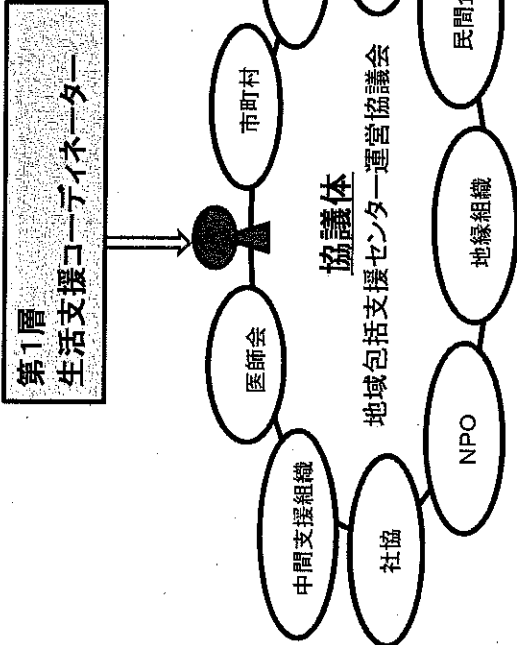 第1層
生活支援コーディネーター
医師会
市町村
中間支援組織
協議体
地域包括支援センター運営協議会
社協
NPO
地縁組織
民間